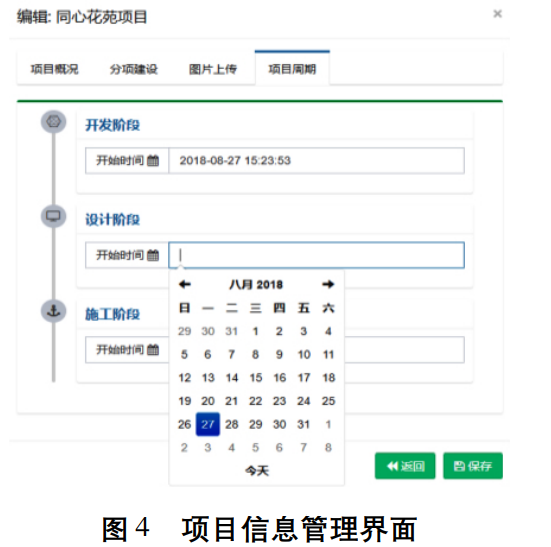 编辑: 同心花苑项目 ×
项目概况 分项建设 图片上传 项目周期
开发阶段
开始时间 2018-08-27 15:23:53
设计阶段
开始时间
八月 2018
日 一 二 三 四 五 六
29 30 31 1 2 3 4
5 6 7 8 9 10 11
12 13 14 15 16 17 18
19 20 21 22 23 24 25
26 27 28 29 30 31 1
2 3 4 5 6 7 8
今天
施工阶段
开始时间
返回 保存
图 4 项目信息管理界面